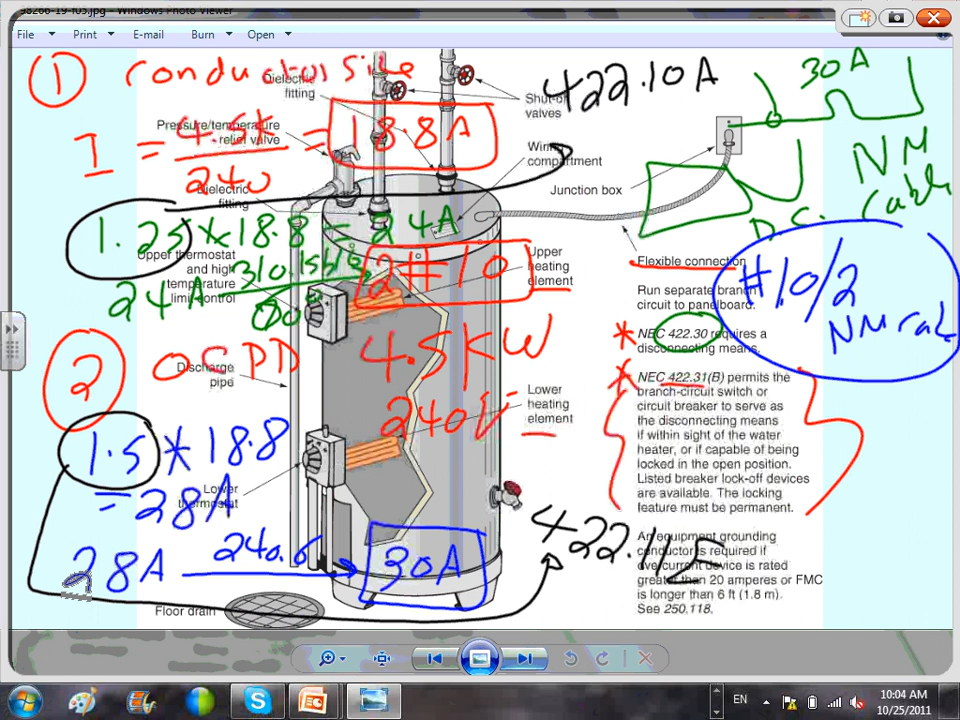 98266-19-f05.jpg - Windows Photo Viewer
File Print E-mail Burn Open
① conductor size
Dielectric
fitting
422.10A
30A
Shut-off
valves
Pressure/temperature
relief valve
I = 4.5k / 240 = 18.8A
Wiring
compartment
NM
cable
Junction box
Dielectric
fitting
D.C.
1.25 * 18.8 = 24A
Upper thermostat
and high
temperature
limit control
24A 310.15b16
60°
2#10
Upper
heating
element
Flexible connection
#10/2
NM cab
Run separate branch
circuit to panelboard.
* NEC 422.30 requires a
disconnecting means.
② OCPD
Discharge
pipe
4.5KW
240V
Lower
heating
element
* NEC 422.31(B) permits the
branch-circuit switch or
circuit breaker to serve as
the disconnecting means
if within sight of the water
heater, or if capable of being
locked in the open position.
Listed breaker lock-off devices
are available. The locking
feature must be permanent.
1.5 * 18.8
= 28A
Lower
thermostat
422.11E
An equipment grounding
conductor is required if
overcurrent device is rated
greater than 20 amperes or FMC
is longer than 6 ft (1.8 m).
See 250.118.
28A 240.6 30A
Floor drain
EN
10:04 AM
10/25/2011